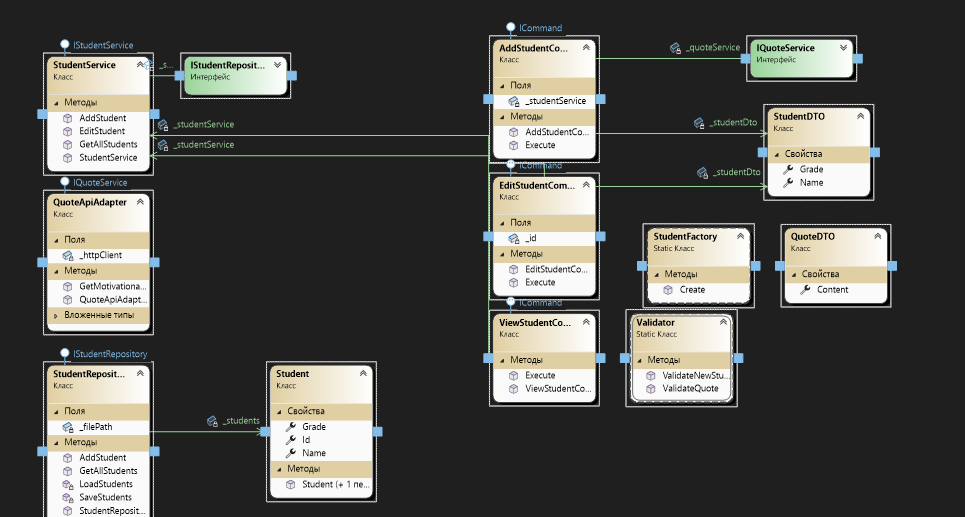 IStudentService
StudentService
Класс
Методы
AddStudent
EditStudent
GetAllStudents
StudentService
_s...
IStudentReposit...
Интерфейс
_studentService
_studentService
IQuoteService
QuoteApiAdapter
Класс
Поля
_httpClient
Методы
GetMotivationa...
QuoteApiAdapt...
Вложенные типы
IStudentRepository
StudentReposit...
Класс
Поля
_filePath
Методы
AddStudent
GetAllStudents
LoadStudents
SaveStudents
StudentReposit...
_students
Student
Класс
Свойства
Grade
Id
Name
Методы
Student (+ 1 пе...
ICommand
AddStudentCo...
Класс
Поля
_studentService
Методы
AddStudentCo...
Execute
ICommand
EditStudentCom...
Класс
Поля
_id
Методы
EditStudentCo...
Execute
ICommand
ViewStudentCo...
Класс
Методы
Execute
ViewStudentCo...
_quoteService
IQuoteService
Интерфейс
_studentDto
_studentDto
StudentDTO
Класс
Свойства
Grade
Name
StudentFactory
Static Класс
Методы
Create
QuoteDTO
Класс
Свойства
Content
Validator
Static Класс
Методы
ValidateNewStu...
ValidateQuote